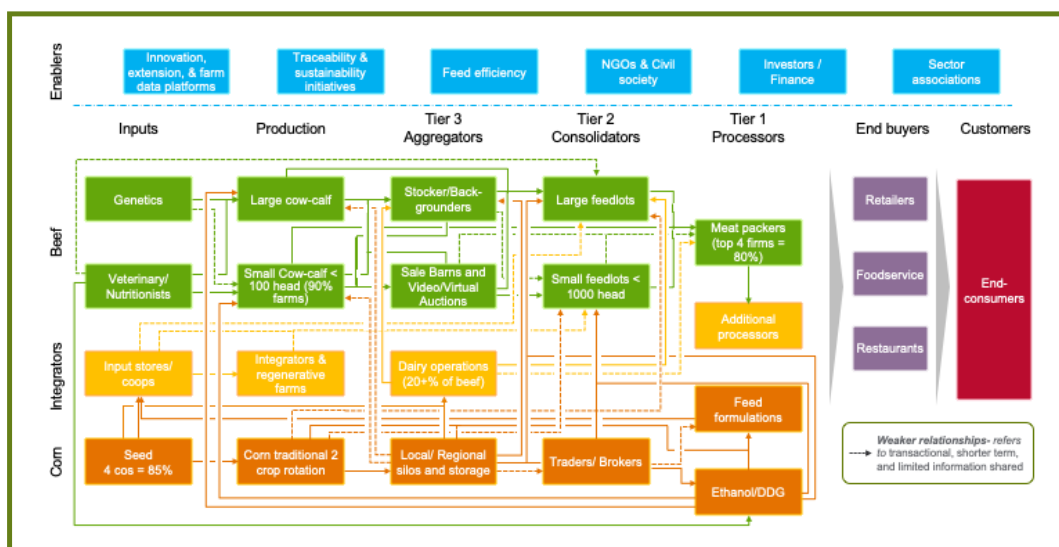 Enablers
Innovation,
extension, & farm
data platforms
Traceability &
sustainability
initiatives
Feed efficiency
NGOs & Civil
society
Investors /
Finance
Sector
associations
Inputs
Production
Tier 3
Aggregators
Tier 2
Consolidators
Tier 1
Processors
End buyers
Customers
Beef
Genetics
Large cow-calf
Stocker/Back-
grounders
Large feedlots
Meat packers
(top 4 firms =
80%)
Veterinary/
Nutritionists
Small Cow-calf <
100 head (90%
farms)
Sale Barns and
Video/Virtual
Auctions
Small feedlots <
1000 head
Additional
processors
Retailers
Foodservice
Restaurants
End-
consumers
Integrators
Input stores/
coops
Integrators &
regenerative
farms
Dairy operations
(20+% of beef)
Feed
formulations
Corn
Seed
4 cos = 85%
Corn traditional 2
crop rotation
Local/ Regional
silos and storage
Traders/ Brokers
Ethanol/DDG
Weaker relationships- refers
to transactional, shorter term,
and limited information shared